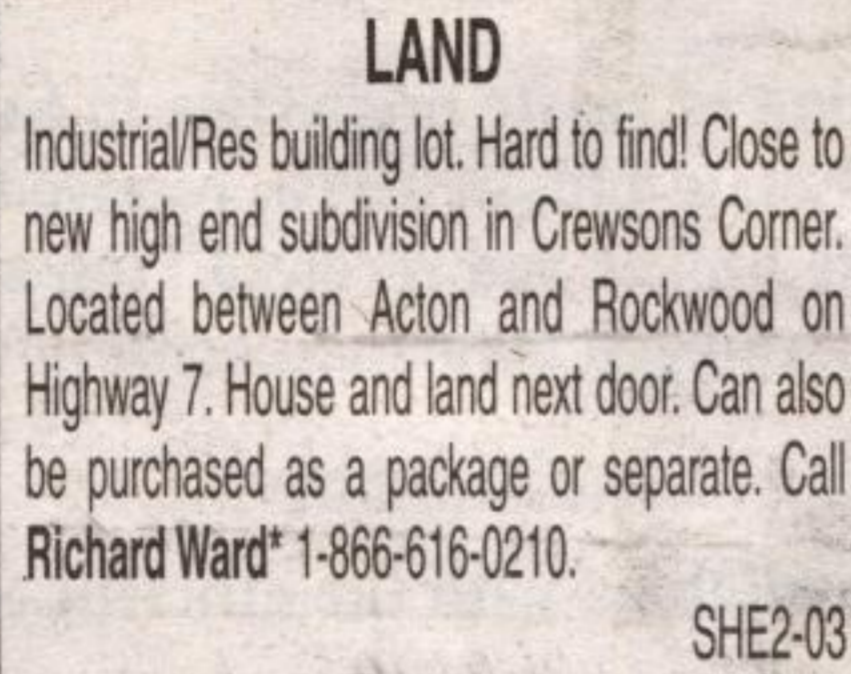 LAND
Industrial/Res building lot. Hard to find! Close to
new high end subdivision in Crewsons Corner.
Located between Acton and Rockwood on
Highway 7. House and land next door. Can also
be purchased as a package or separate. Call
Richard Ward* 1-866-616-0210.
SHE2-03